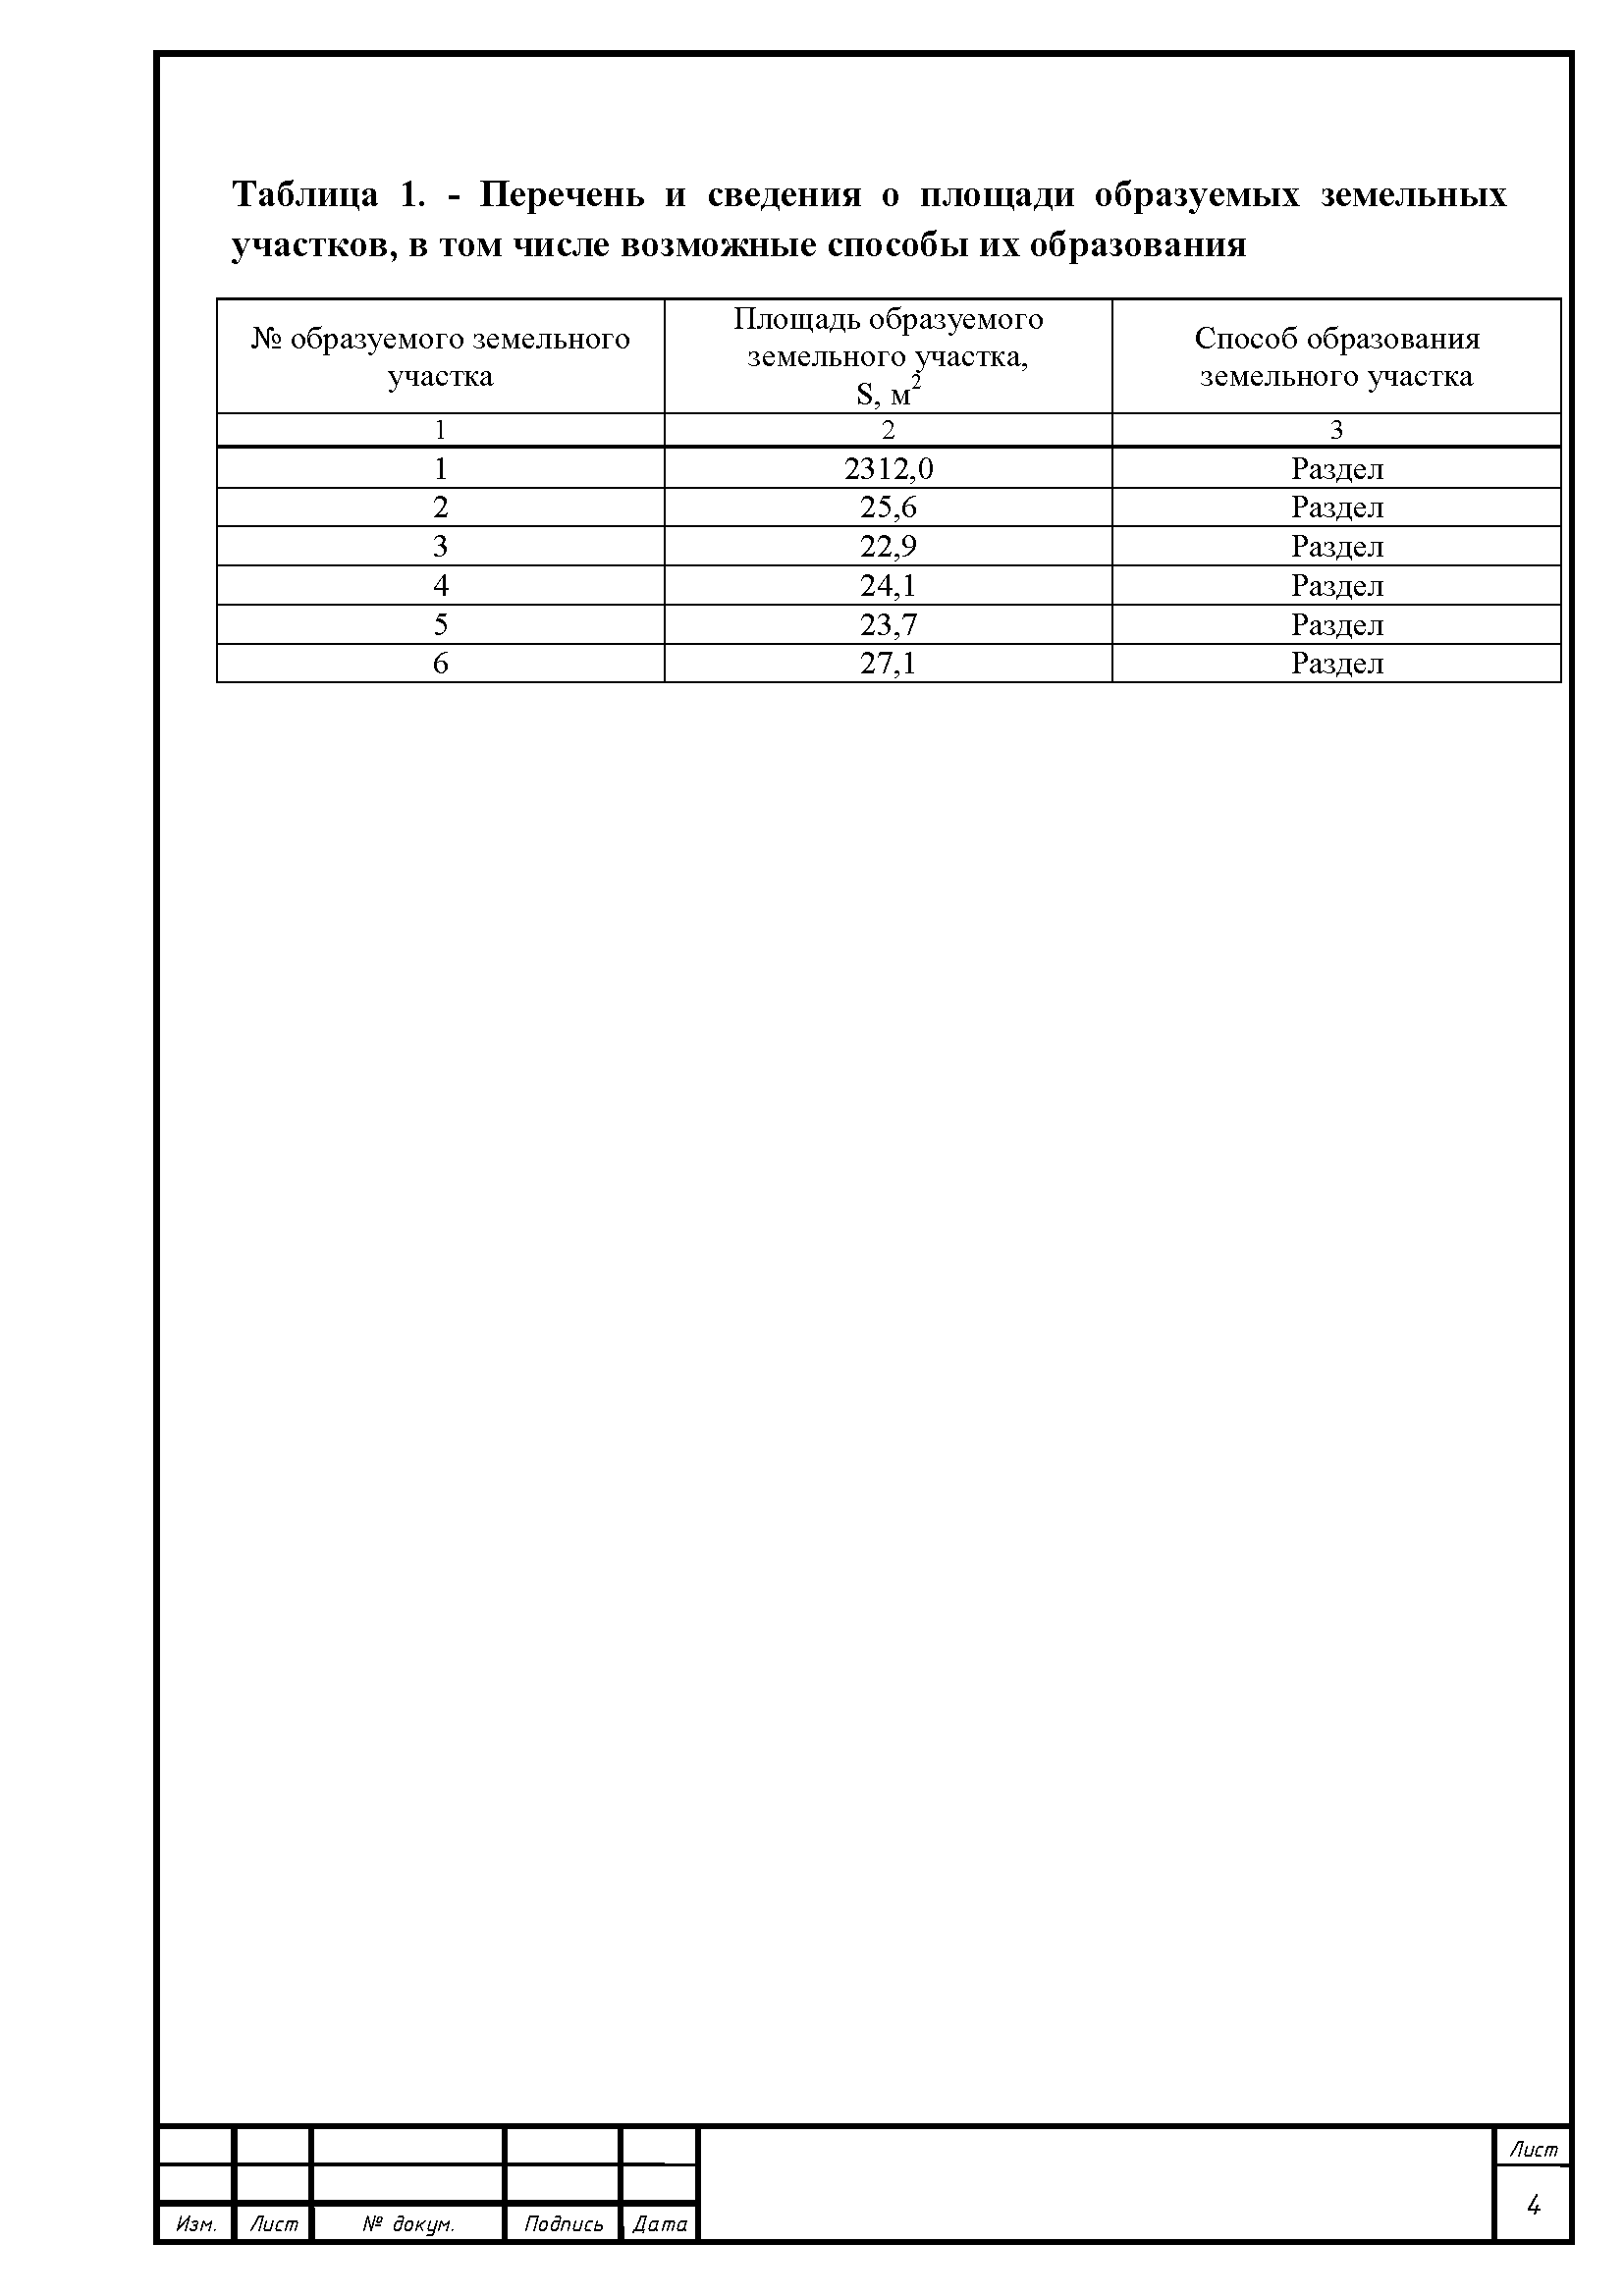 Таблица 1. - Перечень и сведения о площади образуемых земельных
участков, в том числе возможные способы их образования
№ образуемого земельного
участка
Площадь образуемого
земельного участка,
S, м²
Способ образования
земельного участка
1 2 3
1 2312,0 Раздел
2 25,6 Раздел
3 22,9 Раздел
4 24,1 Раздел
5 23,7 Раздел
6 27,1 Раздел
Лист
4
Изм. Лист № докум. Подпись Дата